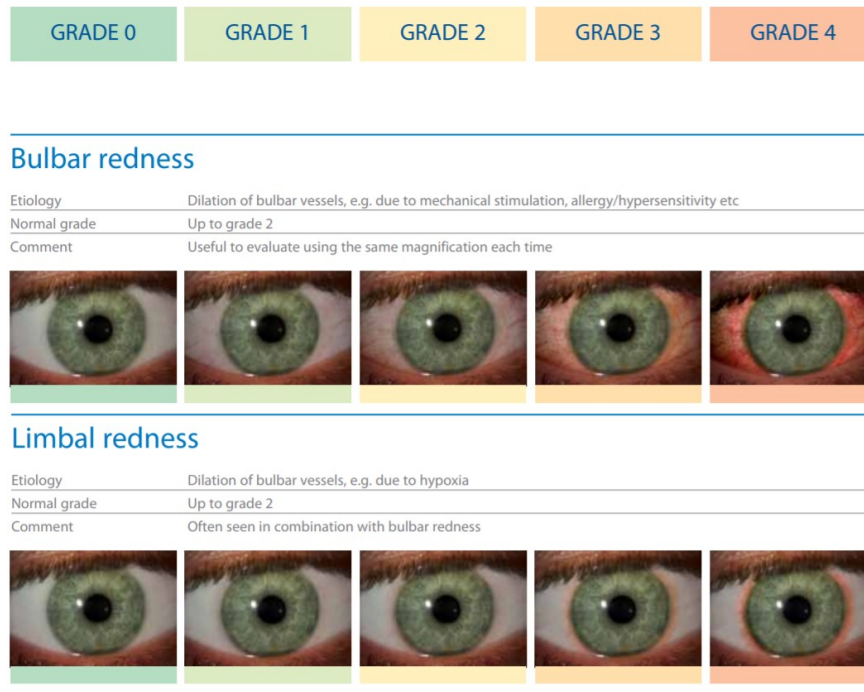 GRADE 0 GRADE 1 GRADE 2 GRADE 3 GRADE 4
Bulbar redness
Etiology Dilation of bulbar vessels, e.g. due to mechanical stimulation, allergy/hypersensitivity etc
Normal grade Up to grade 2
Comment Useful to evaluate using the same magnification each time
Limbal redness
Etiology Dilation of bulbar vessels, e.g. due to hypoxia
Normal grade Up to grade 2
Comment Often seen in combination with bulbar redness